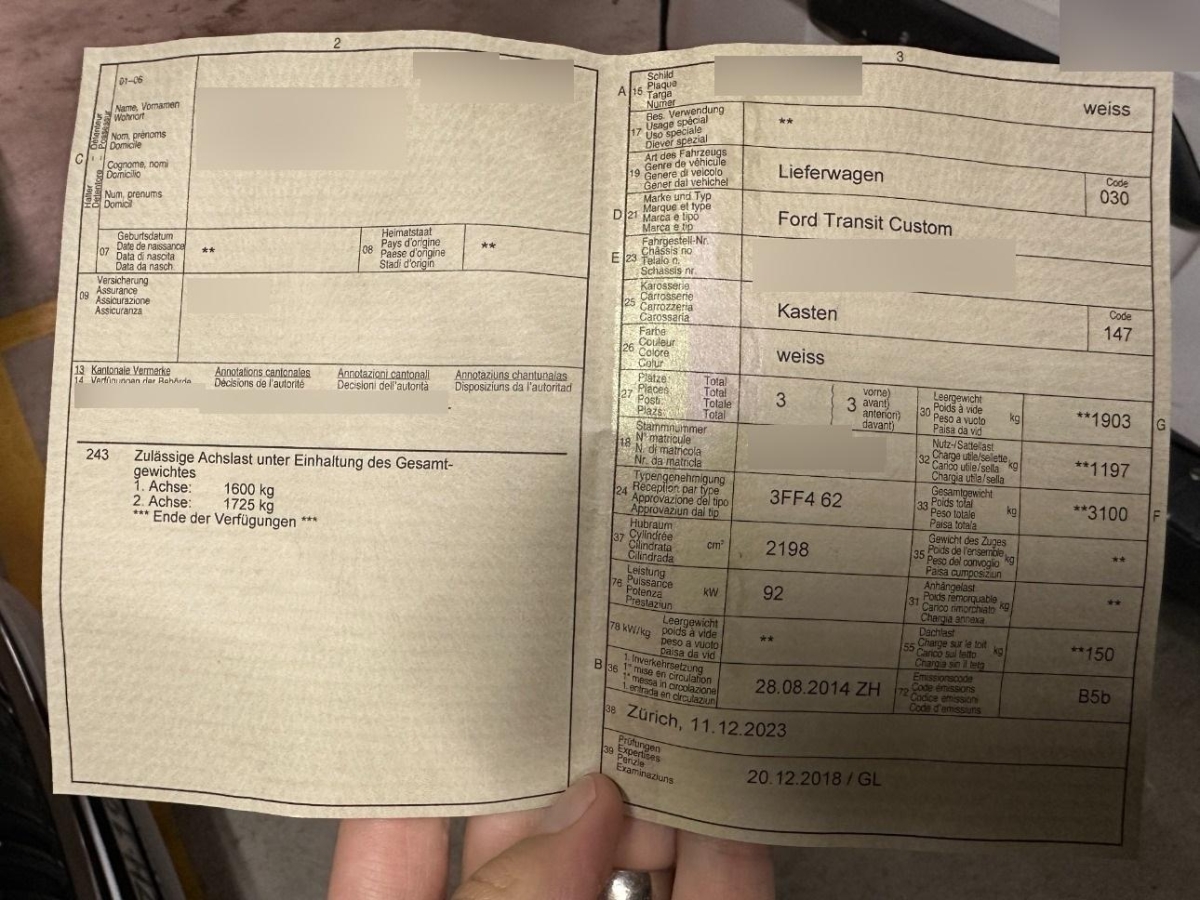 2
01–06
Halter
Détenteur
Detentore
Possessur
C
Name, Vornamen
Wohnort
Nom, prénoms
Domicile
Cognome, nomi
Domicilio
Num, prenums
Domicil
07
Geburtsdatum
Date de naissance
Data di nascita
Data da nasch.
**
08
Heimatstaat
Pays d'origine
Paese d'origine
Stadi d'origin
**
09
Versicherung
Assurance
Assicurazione
Assicuranza
13 Kantonale Vermerke Annotations cantonales Annotazioni cantonali Annotaziuns chantunalas
14 Verfügungen der Behörde Décisions de l'autorité Decisioni dell'autorità Disposiziuns da l'autoritad
243 Zulässige Achslast unter Einhaltung des Gesamt-
gewichtes
1. Achse: 1600 kg
2. Achse: 1725 kg
*** Ende der Verfügungen ***
3
A 15
Schild
Plaque
Targa
Numer
weiss
17
Bes. Verwendung
Usage spécial
Uso speciale
Diever spezial
**
19
Art des Fahrzeugs
Genre de véhicule
Genere di veicolo
Gener dal vehichel
Lieferwagen
Code
030
D 21
Marke und Typ
Marque et type
Marca e tipo
Marca e tip
Ford Transit Custom
E 23
Fahrgestell-Nr.
Châssis no
Telaio n.
Schassis nr.
25
Karosserie
Carrosserie
Carrozzeria
Carossaria
Kasten
Code
147
26
Farbe
Couleur
Colore
Colur
weiss
27
Plätze: Total
Places: Total
Posti: Totale
Plazs: Total
3
3
vorne)
avant)
anteriori)
davant)
30
Leergewicht
Poids à vide
Peso a vuoto
Paisa da vid
kg
**1903
G
18
Stammnummer
N° matricule
N. di matricola
Nr. da matricla
32
Nutz-/Sattellast
Charge utile/sellette
Carico utile/sella
Chargia utila/sella
kg
**1197
24
Typengenehmigung
Réception par type
Approvazione del tipo
Approvaziun dal tip
3FF4 62
33
Gesamtgewicht
Poids total
Peso totale
Paisa totala
kg
**3100
F
37
Hubraum
Cylindrée
Cilindrata
Cilindrada
cm³
2198
35
Gewicht des Zuges
Poids de l'ensemble
Peso del convoglio
Paisa cumposiziun
kg
**
76
Leistung
Puissance
Potenza
Prestaziun
kW
92
31
Anhängelast
Poids remorquable
Carico rimorchiato
Chargia annexa
kg
**
78 kW/kg
Leergewicht
poids à vide
peso a vuoto
paisa da vid
**
55
Dachlast
Charge sur le toit
Carico sul tetto
Chargia sin il tetg
kg
**150
B 36
1. Inverkehrsetzung
1re mise en circulation
1a messa in circolazione
1. entrada en circulaziun
28.08.2014 ZH
72
Emissionscode
Code émissions
Codice emissioni
Code d'emissiuns
B5b
38
Zürich, 11.12.2023
39
Prüfungen
Expertises
Perizie
Examinaziuns
20.12.2018 / GL